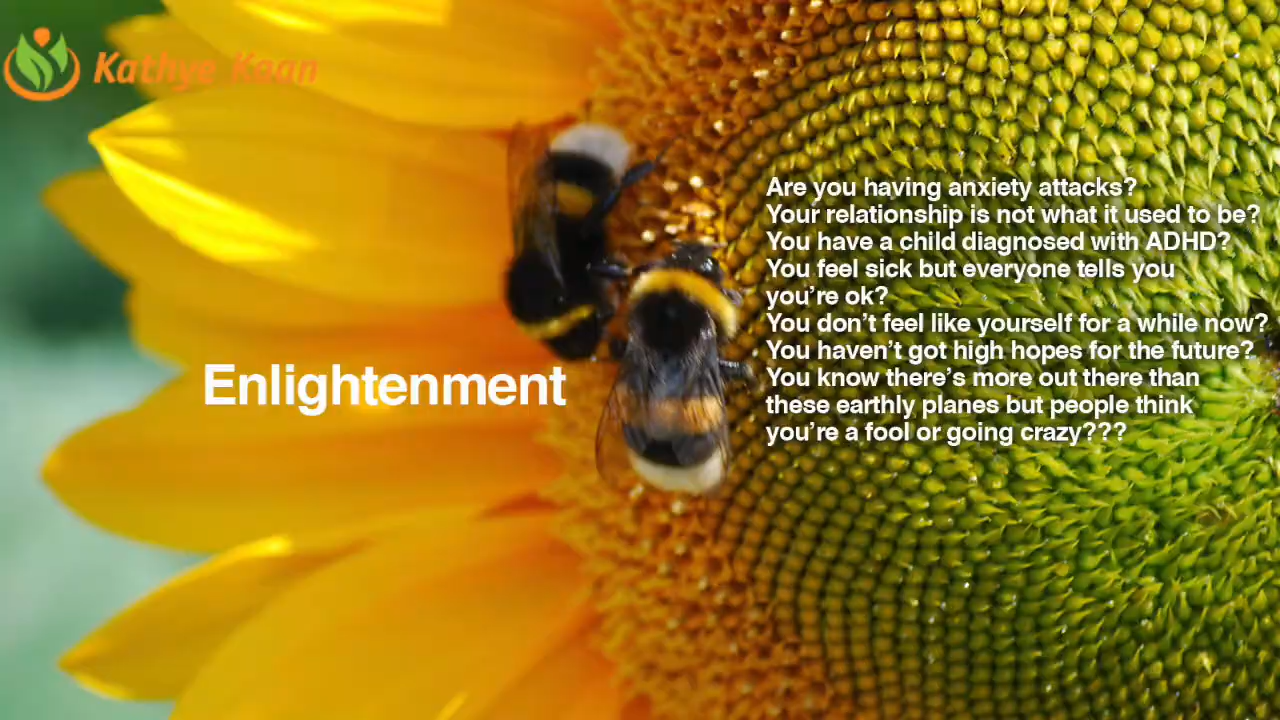 Kathye Kaan
Enlightenment
Are you having anxiety attacks?
Your relationship is not what it used to be?
You have a child diagnosed with ADHD?
You feel sick but everyone tells you
you’re ok?
You don’t feel like yourself for a while now?
You haven’t got high hopes for the future?
You know there’s more out there than
these earthly planes but people think
you’re a fool or going crazy???